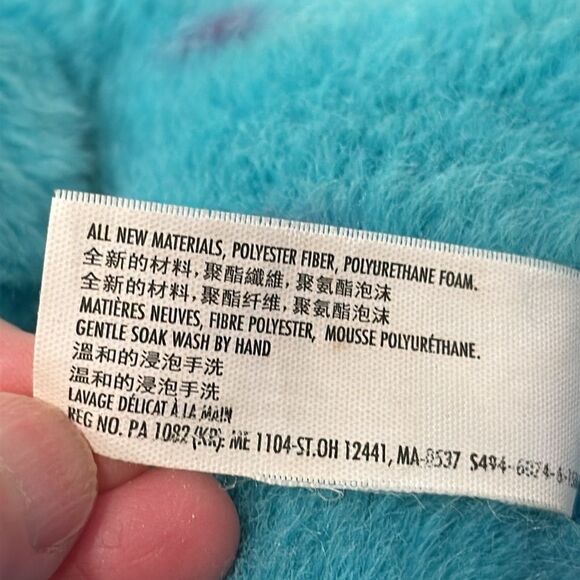 ALL NEW MATERIALS, POLYESTER FIBER, POLYURETHANE FOAM.
全新的材料，聚酯纖維，聚氨酯泡沫
全新的材料，聚酯纤维，聚氨酯泡沫
MATIÈRES NEUVES, FIBRE POLYESTER, MOUSSE POLYURÉTHANE.
GENTLE SOAK WASH BY HAND
溫和的浸泡手洗
温和的浸泡手洗
LAVAGE DÉLICAT À LA MAIN
REG NO. PA 1082 (KR): ME 1104-ST.OH 12441, MA-8537